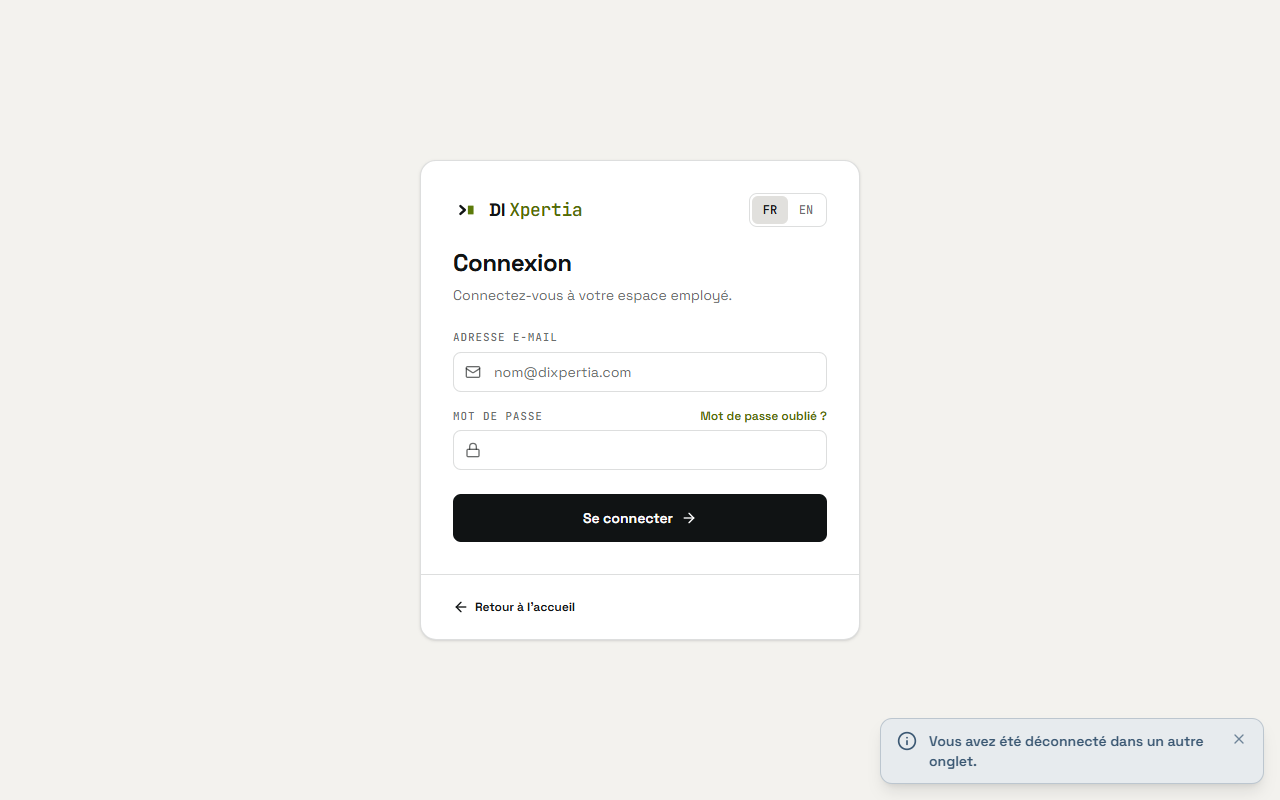 DI Xpertia
FR EN
Connexion
Connectez-vous à votre espace employé.
ADRESSE E-MAIL
nom@dixpertia.com
MOT DE PASSE Mot de passe oublié ?
Se connecter →
← Retour à l'accueil
Vous avez été déconnecté dans un autre
onglet.